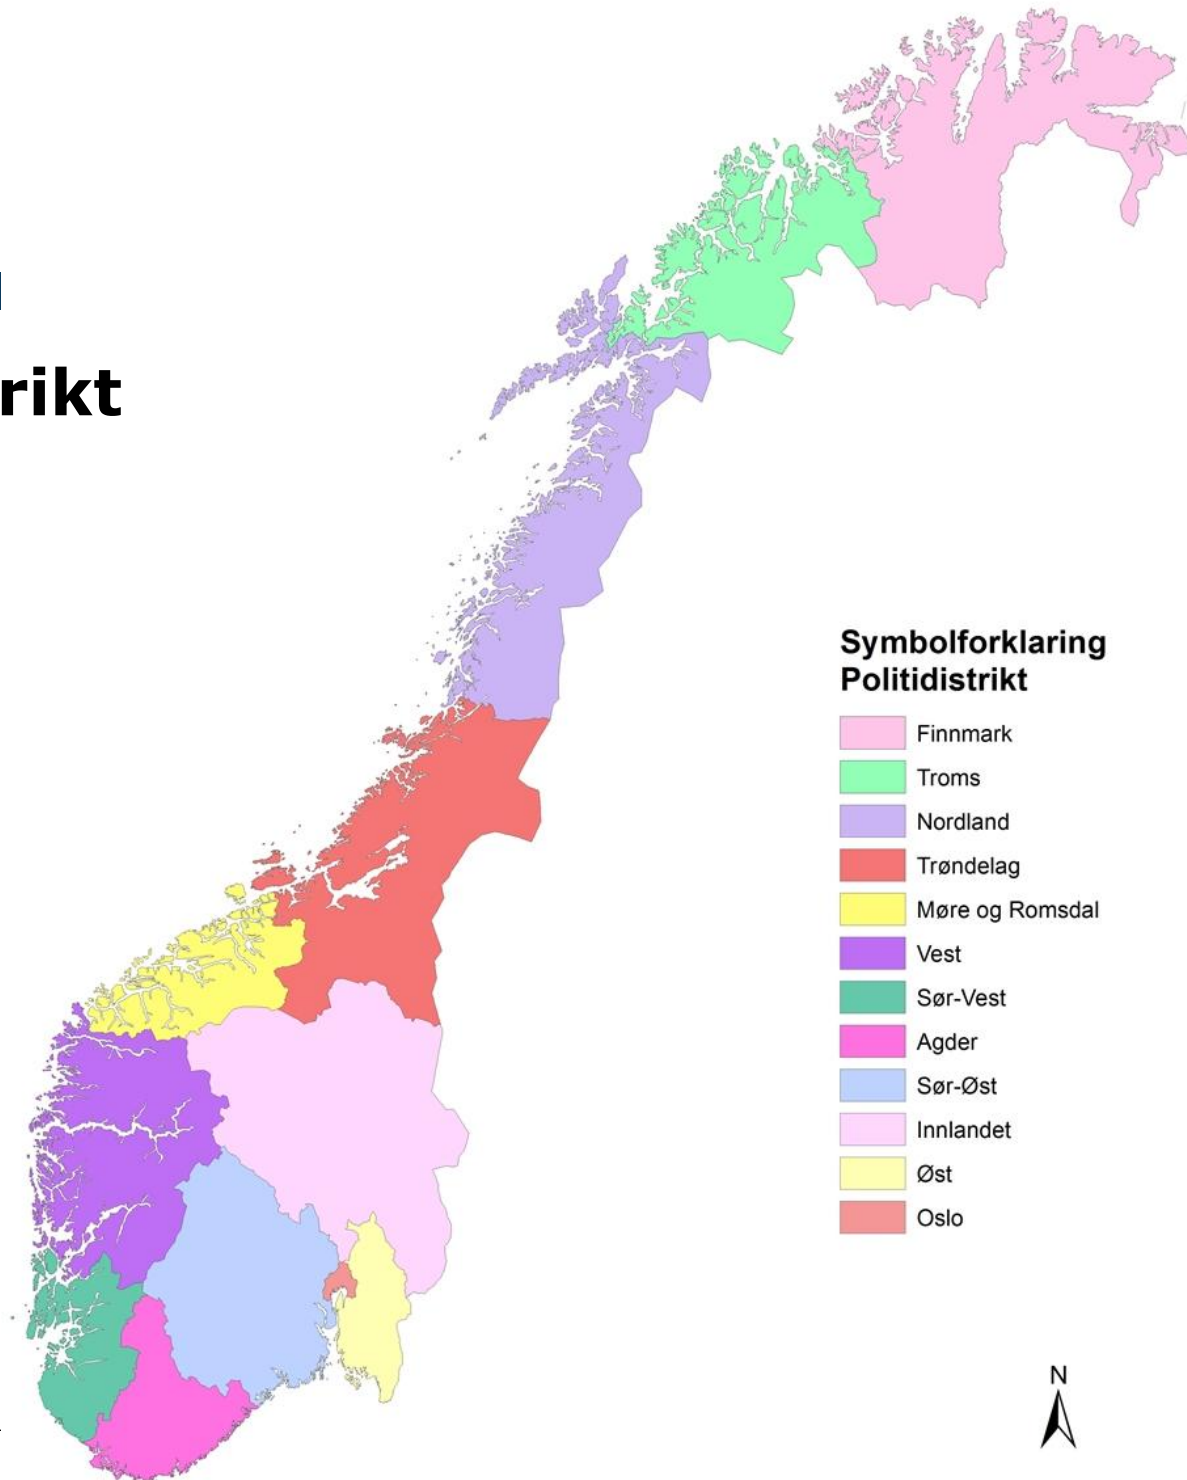 rikt
Symbolforklaring
Politidistrikt
Finnmark
Troms
Nordland
Trøndelag
Møre og Romsdal
Vest
Sør-Vest
Agder
Sør-Øst
Innlandet
Øst
Oslo
N